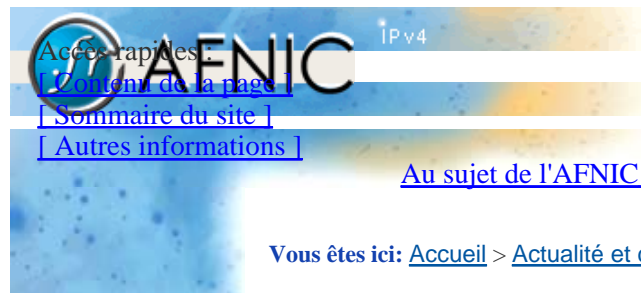 IPv4
Accès rapides :
AFNIC
[ Contenu de la page ]
[ Sommaire du site ]
[ Autres informations ]
Au sujet de l'AFNIC
Vous êtes ici: Accueil > Actualité et